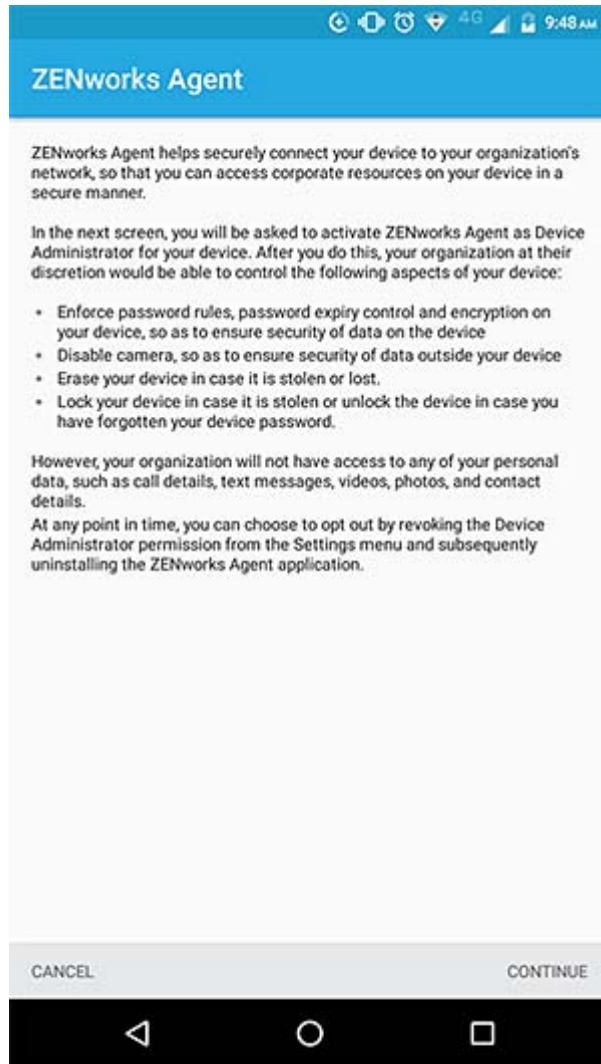 4G 9:48 AM
ZENworks Agent
ZENworks Agent helps securely connect your device to your organization's
network, so that you can access corporate resources on your device in a
secure manner.
In the next screen, you will be asked to activate ZENworks Agent as Device
Administrator for your device. After you do this, your organization at their
discretion would be able to control the following aspects of your device:
• Enforce password rules, password expiry control and encryption on
your device, so as to ensure security of data on the device
• Disable camera, so as to ensure security of data outside your device
• Erase your device in case it is stolen or lost.
• Lock your device in case it is stolen or unlock the device in case you
have forgotten your device password.
However, your organization will not have access to any of your personal
data, such as call details, text messages, videos, photos, and contact
details.
At any point in time, you can choose to opt out by revoking the Device
Administrator permission from the Settings menu and subsequently
uninstalling the ZENworks Agent application.
CANCEL CONTINUE